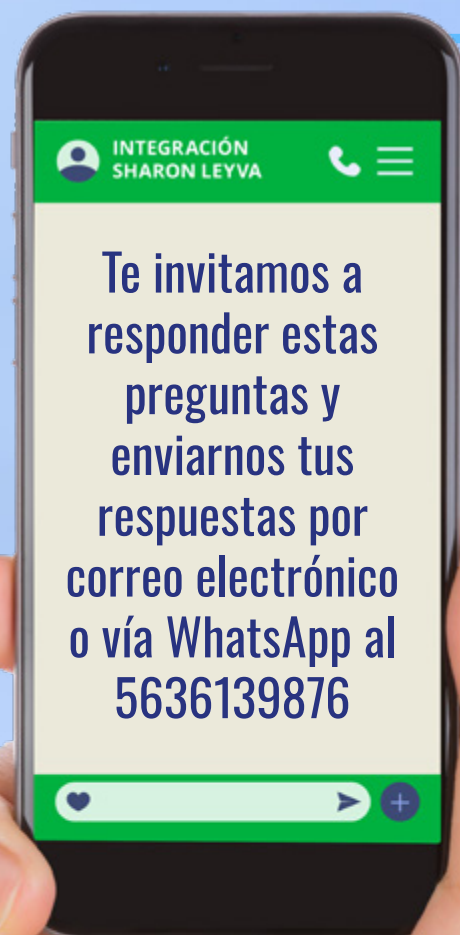 INTEGRACIÓN
SHARON LEYVA
Te invitamos a
responder estas
preguntas y
enviarnos tus
respuestas por
correo electrónico
o vía WhatsApp al
5636139876